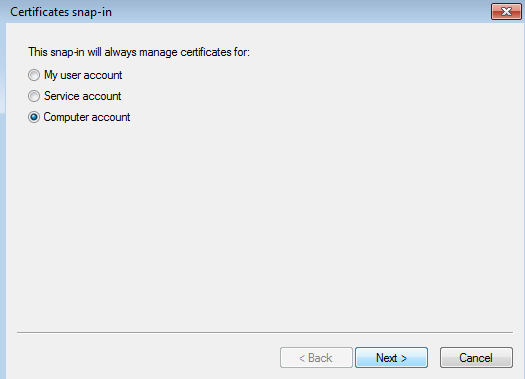 Certificates snap-in
This snap-in will always manage certificates for:
My user account
Service account
Computer account
< Back Next > Cancel